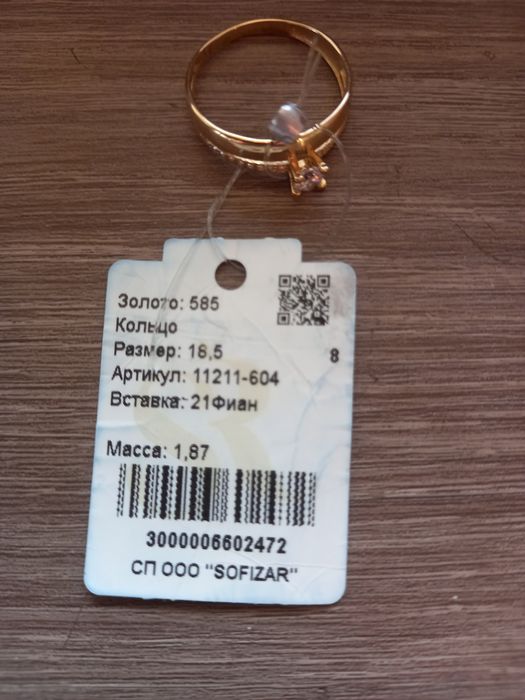 Золото: 585
Кольцо
Размер: 16,5
8
Артикул: 11211-604
Вставка: 21Фиан
Масса: 1,87
3000006602472
СП ООО "SOFIZAR"